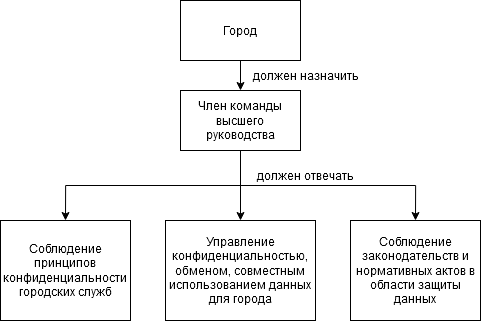 Город
должен назначить
Член команды
высшего
руководства
должен отвечать
Соблюдение
принципов
конфиденциальности
городских служб
Управление
конфиденциальностью,
обменом, совместным
использованием данных
для города
Соблюдение
законодательств и
нормативных актов в
области защиты
данных